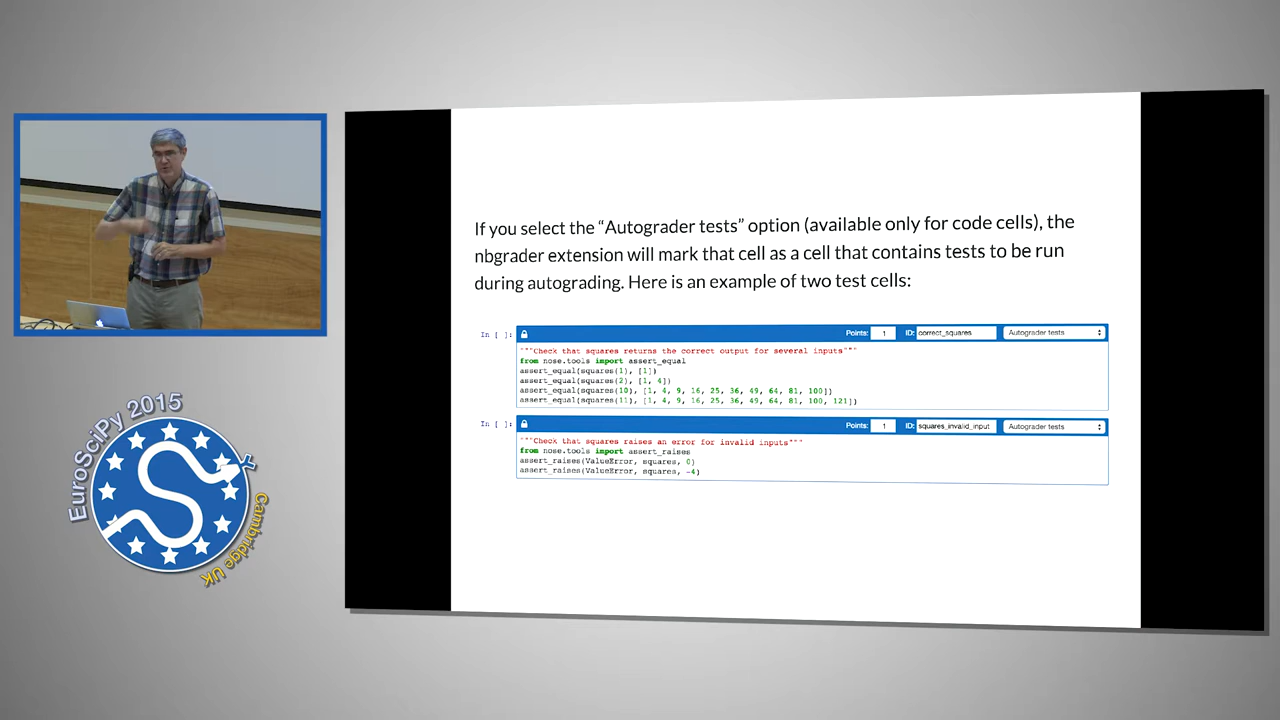 If you select the “Autograder tests” option (available only for code cells), the
nbgrader extension will mark that cell as a cell that contains tests to be run
during autograding. Here is an example of two test cells:
In [ ]: Points: 1 ID: correct_squares Autograder tests
"""Check that squares returns the correct output for several inputs"""
from nose.tools import assert_equal
assert_equal(squares(1), [1])
assert_equal(squares(2), [1, 4])
assert_equal(squares(10), [1, 4, 9, 16, 25, 36, 49, 64, 81, 100])
assert_equal(squares(11), [1, 4, 9, 16, 25, 36, 49, 64, 81, 100, 121])
In [ ]: Points: 1 ID: squares_invalid_input Autograder tests
"""Check that squares raises an error for invalid inputs"""
from nose.tools import assert_raises
assert_raises(ValueError, squares, 0)
assert_raises(ValueError, squares, -4)
EuroSciPy 2015
Cambridge UK